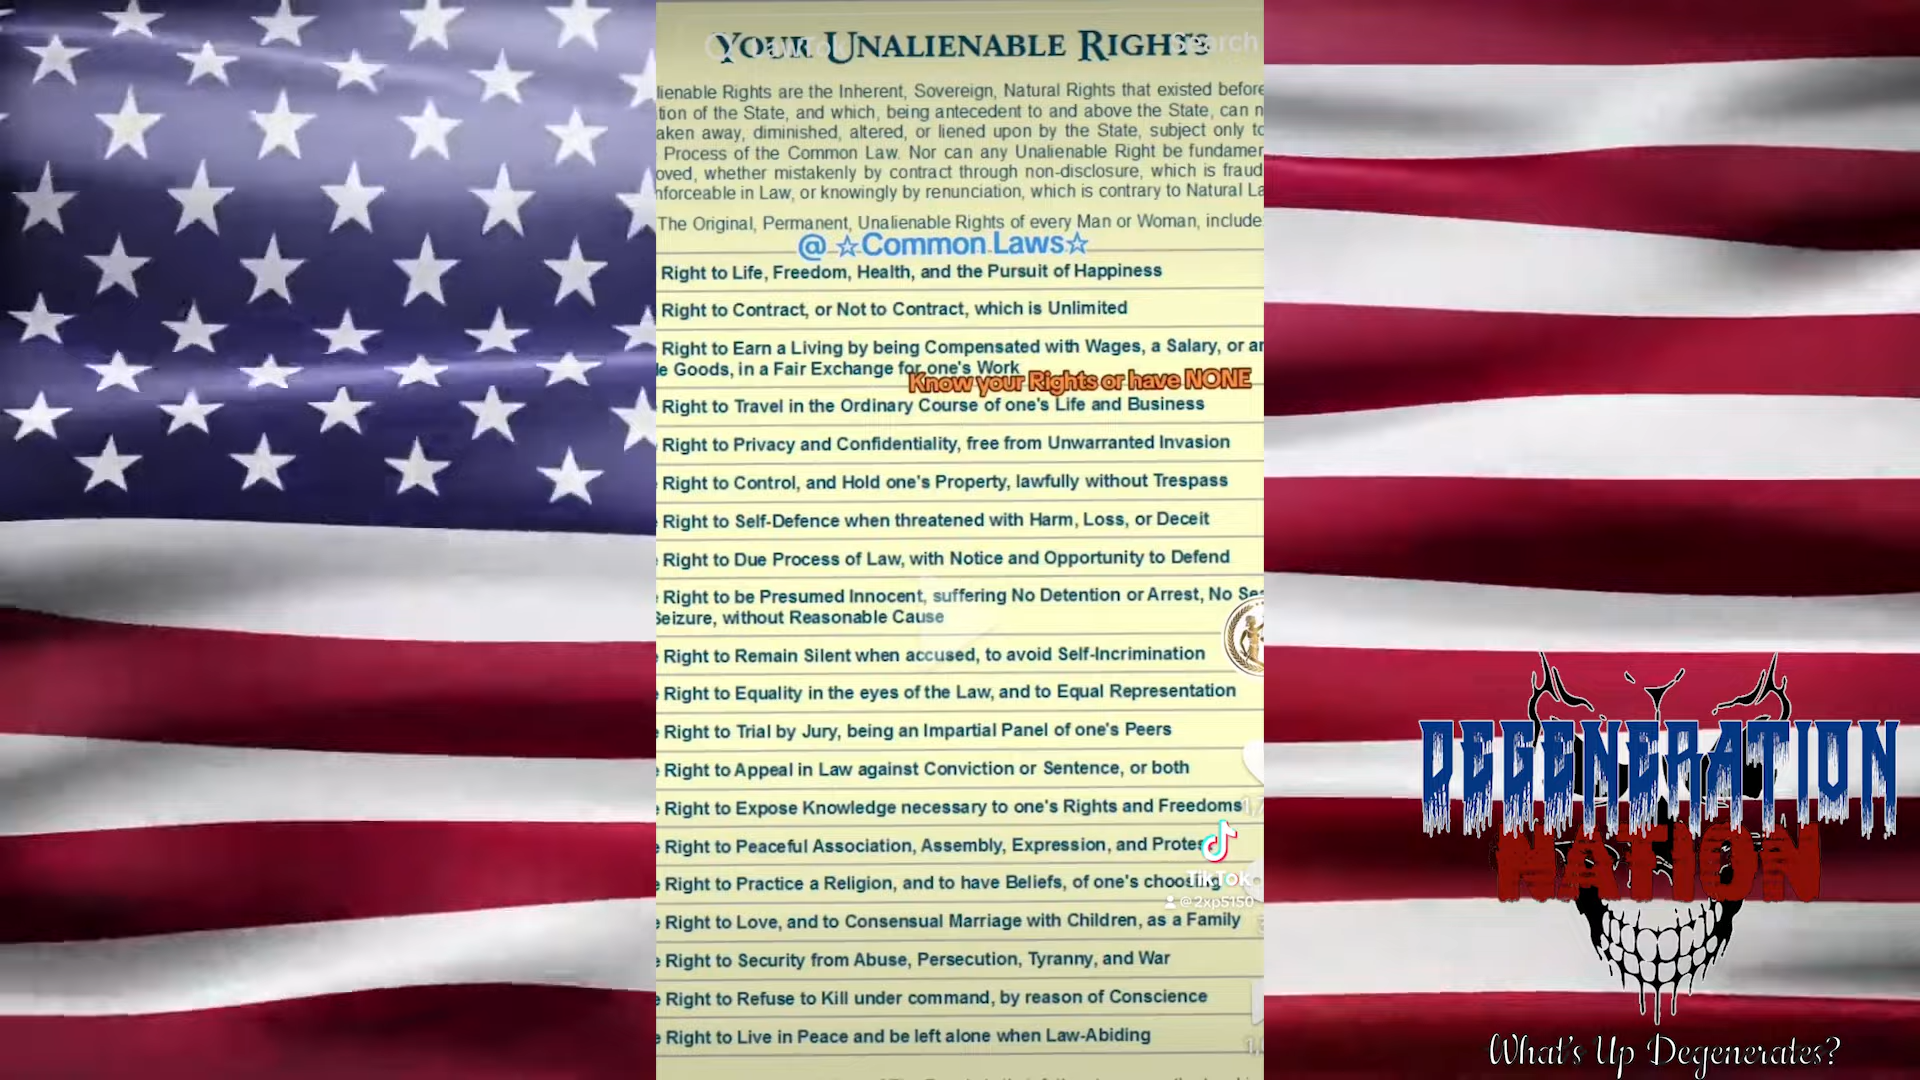 LawTok
Search
YOUR UNALIENABLE RIGHTS
lienable Rights are the Inherent, Sovereign, Natural Rights that existed before
tion of the State, and which, being antecedent to and above the State, can n
aken away, diminished, altered, or liened upon by the State, subject only to
Process of the Common Law. Nor can any Unalienable Right be fundamen
oved, whether mistakenly by contract through non-disclosure, which is fraud
nforceable in Law, or knowingly by renunciation, which is contrary to Natural La
The Original, Permanent, Unalienable Rights of every Man or Woman, include
@ ☆Common Laws☆
Right to Life, Freedom, Health, and the Pursuit of Happiness
Right to Contract, or Not to Contract, which is Unlimited
Right to Earn a Living by being Compensated with Wages, a Salary, or
e Goods, in a Fair Exchange for one's Work
Know your Rights or have NONE
Right to Travel in the Ordinary Course of one's Life and Business
Right to Privacy and Confidentiality, free from Unwarranted Invasion
Right to Control, and Hold one's Property, lawfully without Trespass
e Right to Self-Defence when threatened with Harm, Loss, or Deceit
e Right to Due Process of Law, with Notice and Opportunity to Defend
e Right to be Presumed Innocent, suffering No Detention or Arrest, No Sea
Seizure, without Reasonable Cause
e Right to Remain Silent when accused, to avoid Self-Incrimination
e Right to Equality in the eyes of the Law, and to Equal Representation
e Right to Trial by Jury, being an Impartial Panel of one's Peers
e Right to Appeal in Law against Conviction or Sentence, or both
e Right to Expose Knowledge necessary to one's Rights and Freedoms
e Right to Peaceful Association, Assembly, Expression, and Protes
e Right to Practice a Religion, and to have Beliefs, of one's choosing
e Right to Love, and to Consensual Marriage with Children, as a Family
e Right to Security from Abuse, Persecution, Tyranny, and War
e Right to Refuse to Kill under command, by reason of Conscience
e Right to Live in Peace and be left alone when Law-Abiding
TikTok
@2xp5150
DEGENERATION
NATION
What's Up Degenerates?